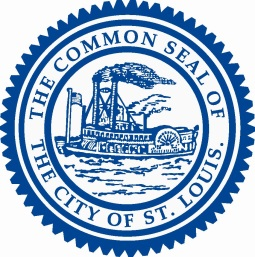 THE COMMON SEAL OF
THE CITY OF ST. LOUIS.